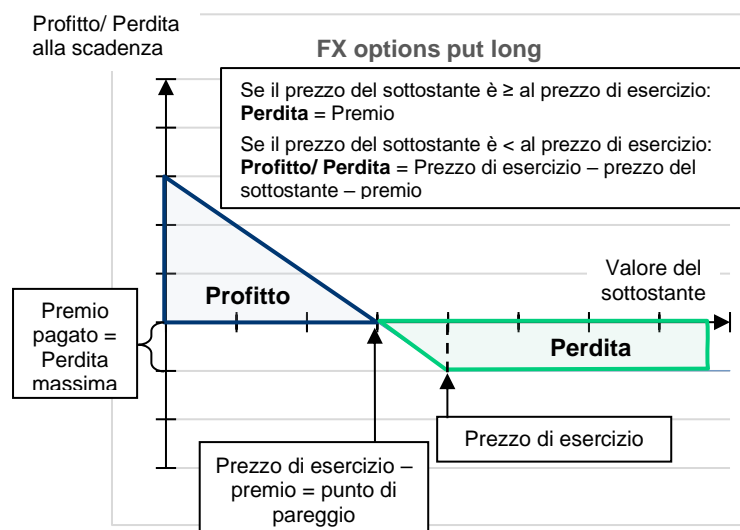 Profitto/ Perdita
alla scadenza
FX options put long
Se il prezzo del sottostante è ≥ al prezzo di esercizio:
Perdita = Premio
Se il prezzo del sottostante è < al prezzo di esercizio:
Profitto/ Perdita = Prezzo di esercizio – prezzo del
sottostante – premio
Valore del
sottostante
Profitto
Premio
pagato =
Perdita
massima
Perdita
Prezzo di esercizio
Prezzo di esercizio –
premio = punto di
pareggio